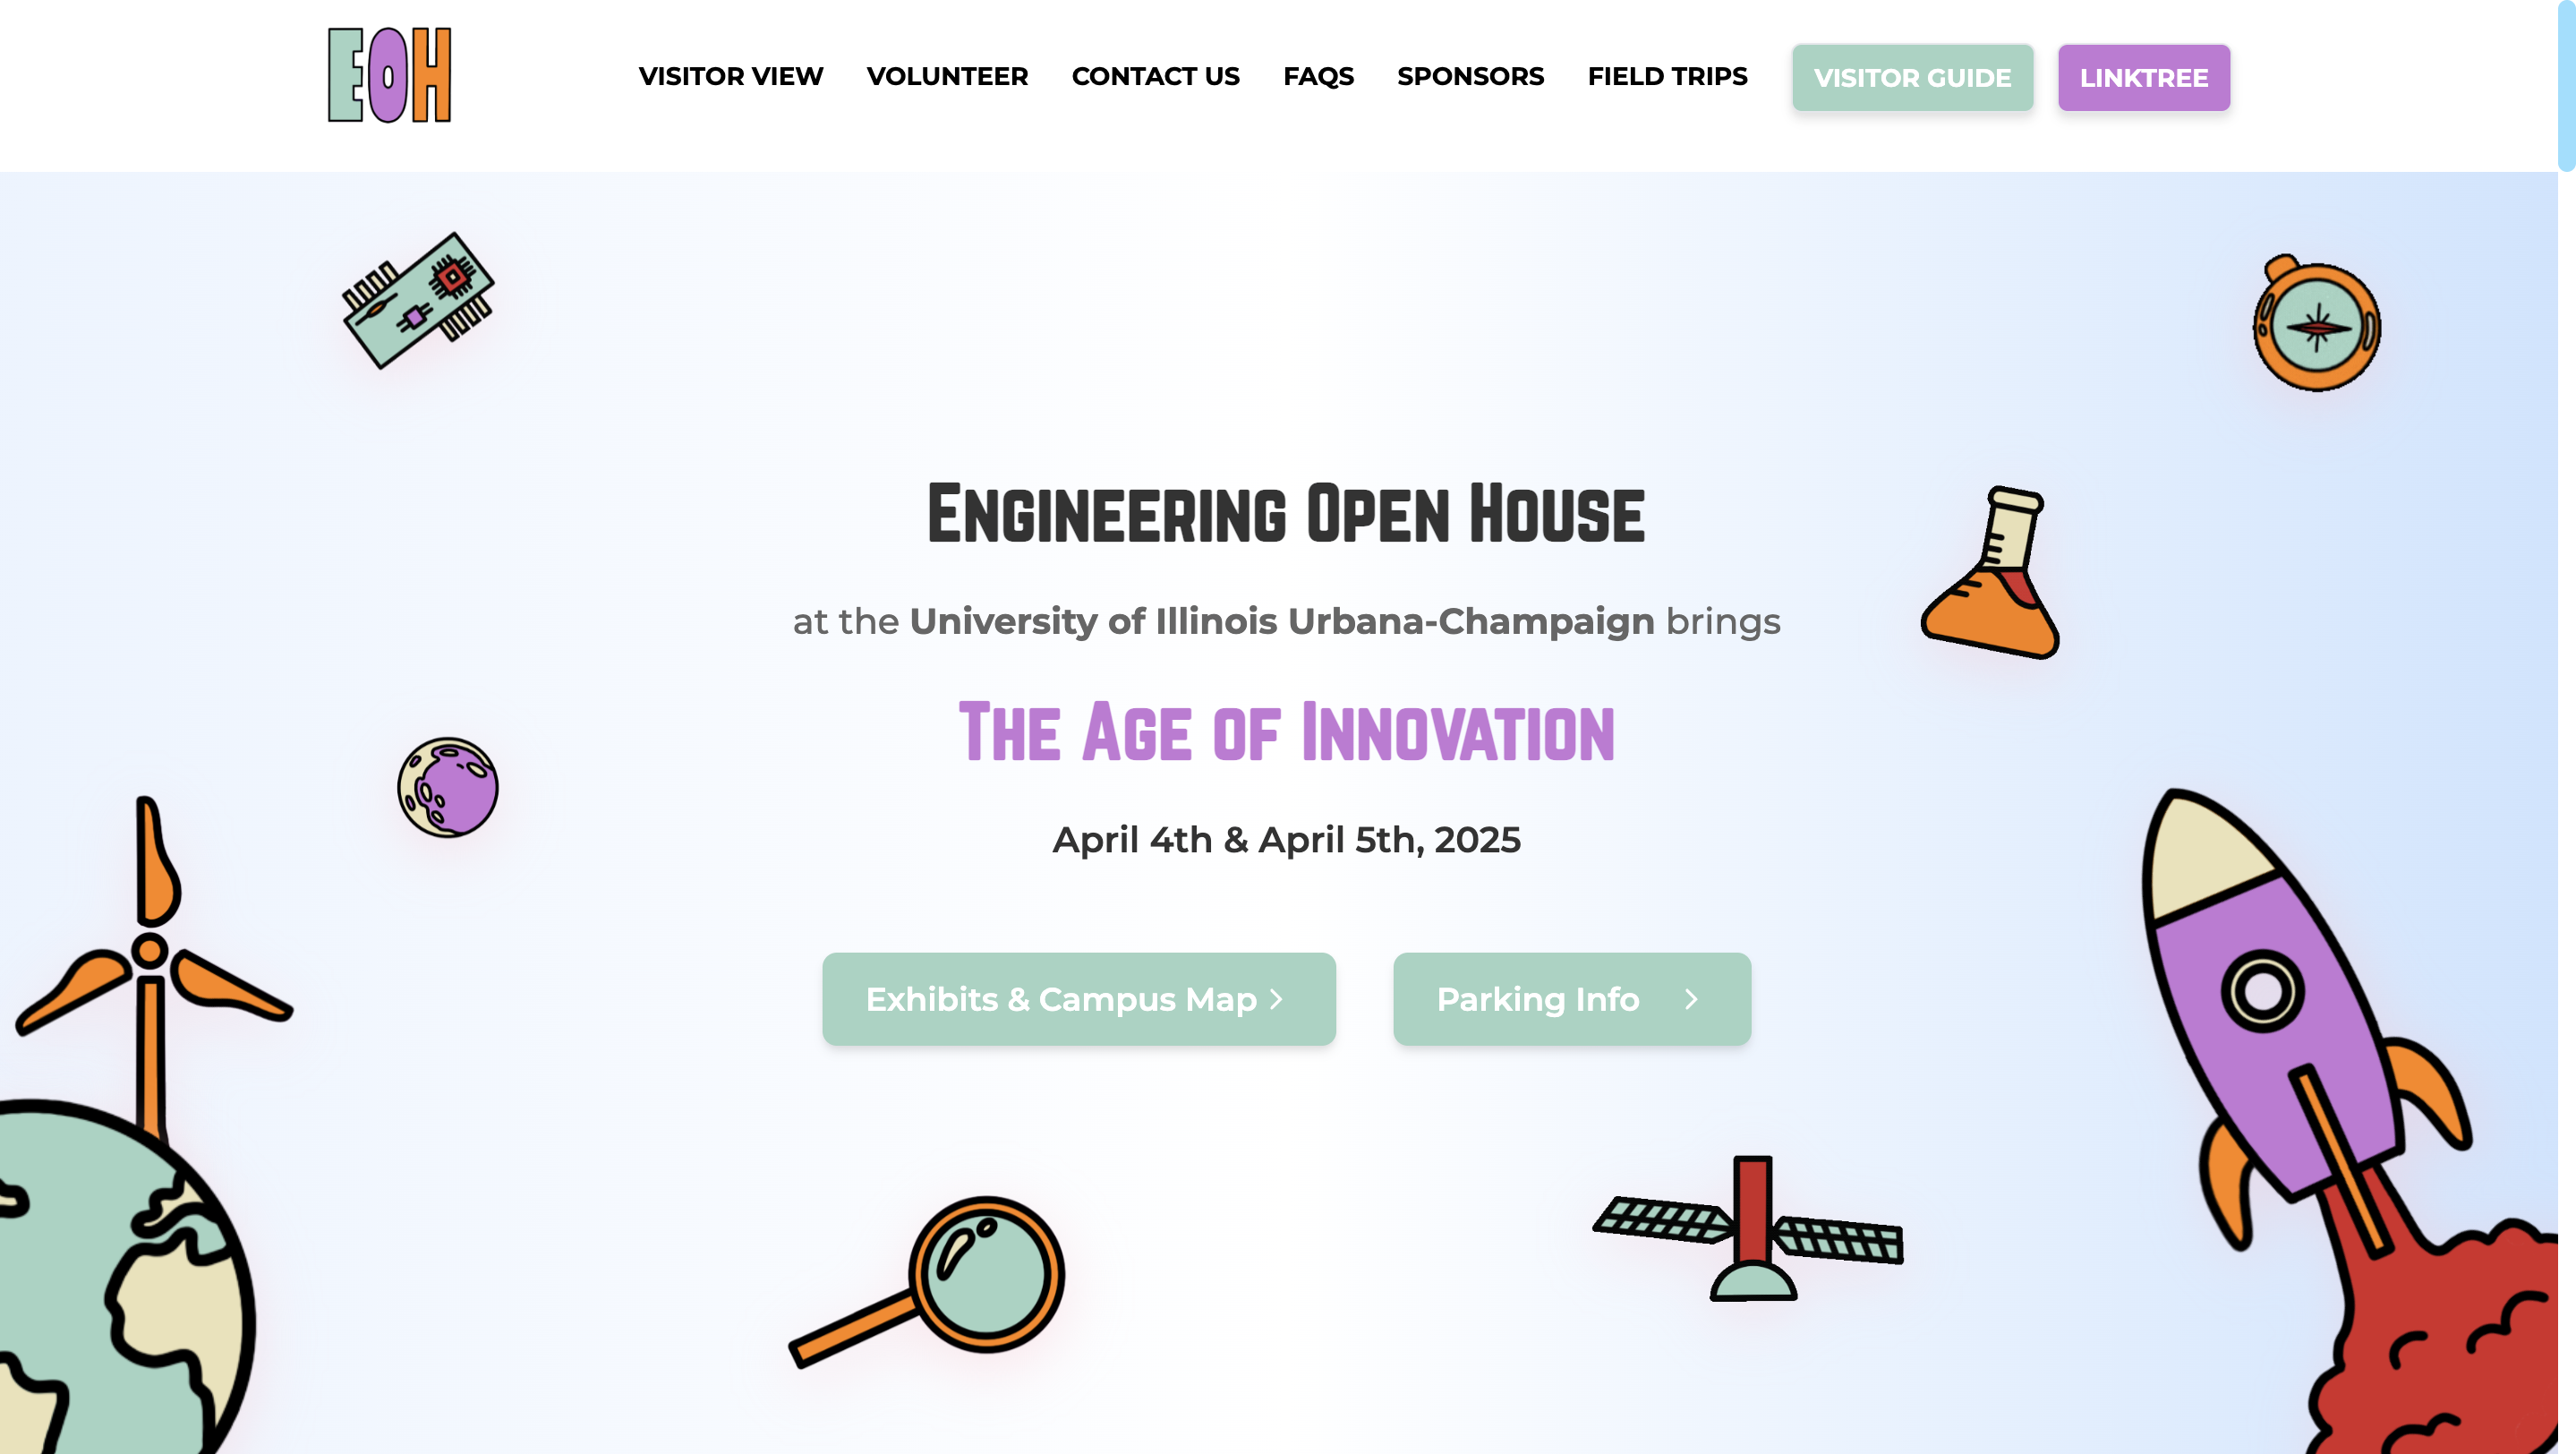 EOH
VISITOR VIEW VOLUNTEER CONTACT US FAQS SPONSORS FIELD TRIPS VISITOR GUIDE LINKTREE
Engineering Open House
at the University of Illinois Urbana-Champaign brings
The Age of Innovation
April 4th & April 5th, 2025
Exhibits & Campus Map Parking Info